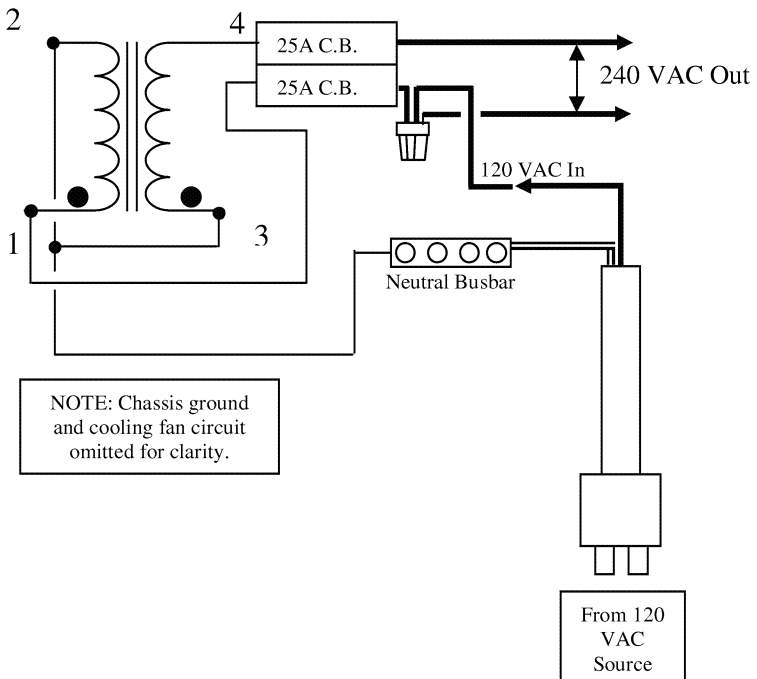 2
4
25A C.B.
25A C.B.
240 VAC Out
120 VAC In
1
3
Neutral Busbar
NOTE: Chassis ground
and cooling fan circuit
omitted for clarity.
From 120
VAC
Source